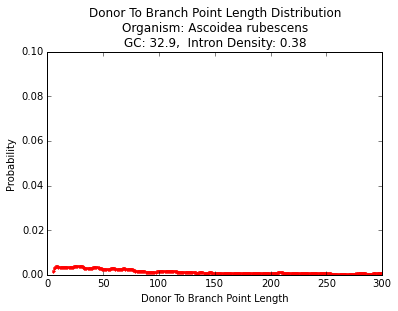 Donor To Branch Point Length Distribution
Organism: Ascoidea rubescens
GC: 32.9,  Intron Density: 0.38
0.10
0.08
0.06
0.04
0.02
0.00
Probability
0 50 100 150 200 250 300
Donor To Branch Point Length